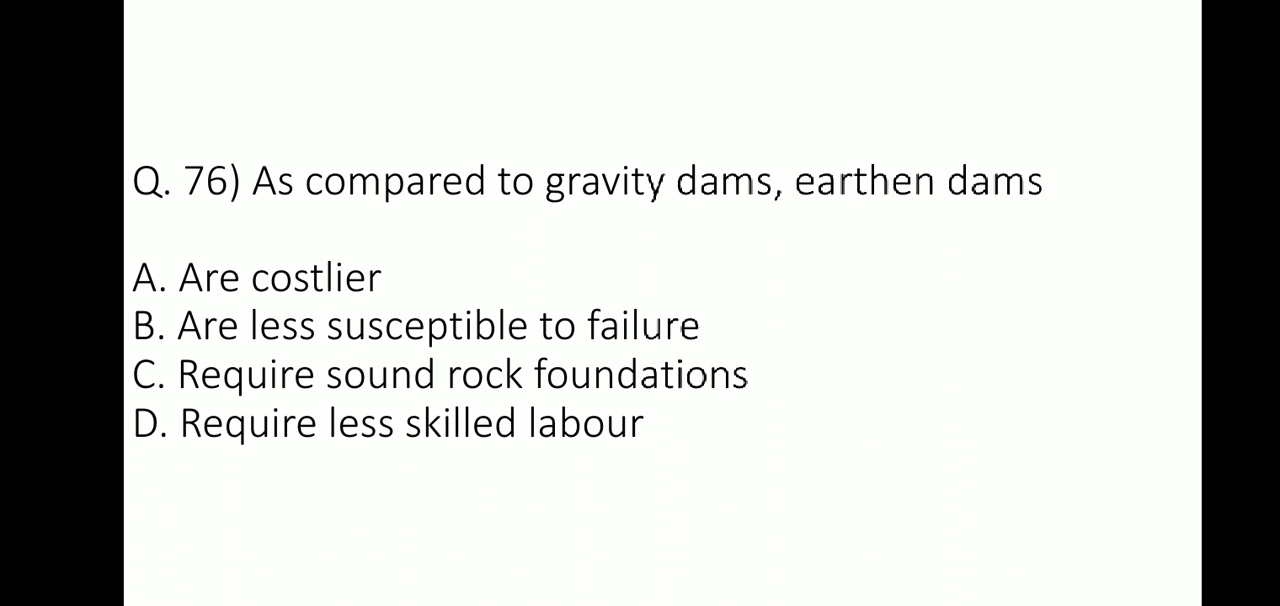 Q. 76) As compared to gravity dams, earthen dams
A. Are costlier
B. Are less susceptible to failure
C. Require sound rock foundations
D. Require less skilled labour